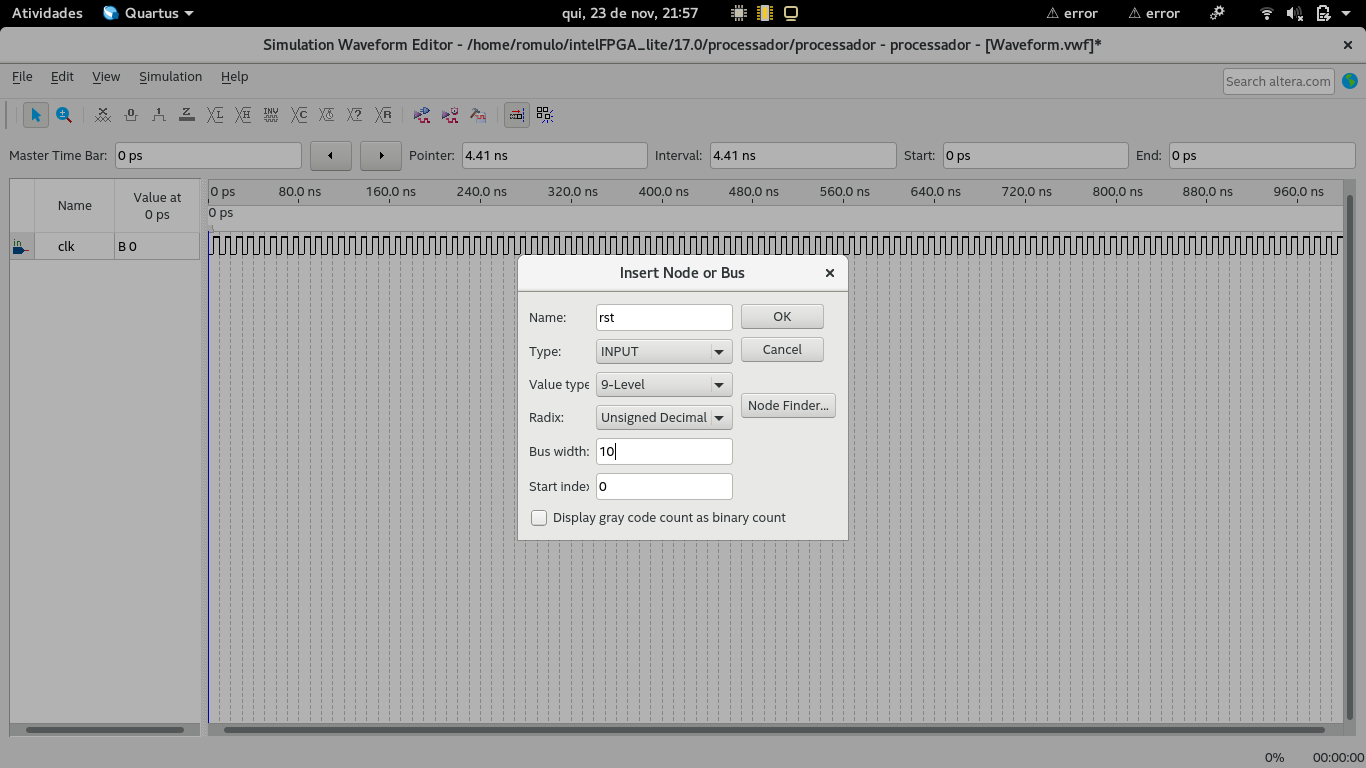 Atividades Quartus qui, 23 de nov, 21:57 error error
Simulation Waveform Editor - /home/romulo/intelFPGA_lite/17.0/processador/processador - processador - [Waveform.vwf]*
File Edit View Simulation Help Search altera.com
Master Time Bar: 0 ps Pointer: 4.41 ns Interval: 4.41 ns Start: 0 ps End: 0 ps
Name Value at 0 ps
0 ps 80.0 ns 160.0 ns 240.0 ns 320.0 ns 400.0 ns 480.0 ns 560.0 ns 640.0 ns 720.0 ns 800.0 ns 880.0 ns 960.0 ns
0 ps
in clk B 0
Insert Node or Bus
Name: rst OK
Type: INPUT Cancel
Value type 9-Level
Node Finder...
Radix: Unsigned Decimal
Bus width: 10
Start index 0
Display gray code count as binary count
0% 00:00:00